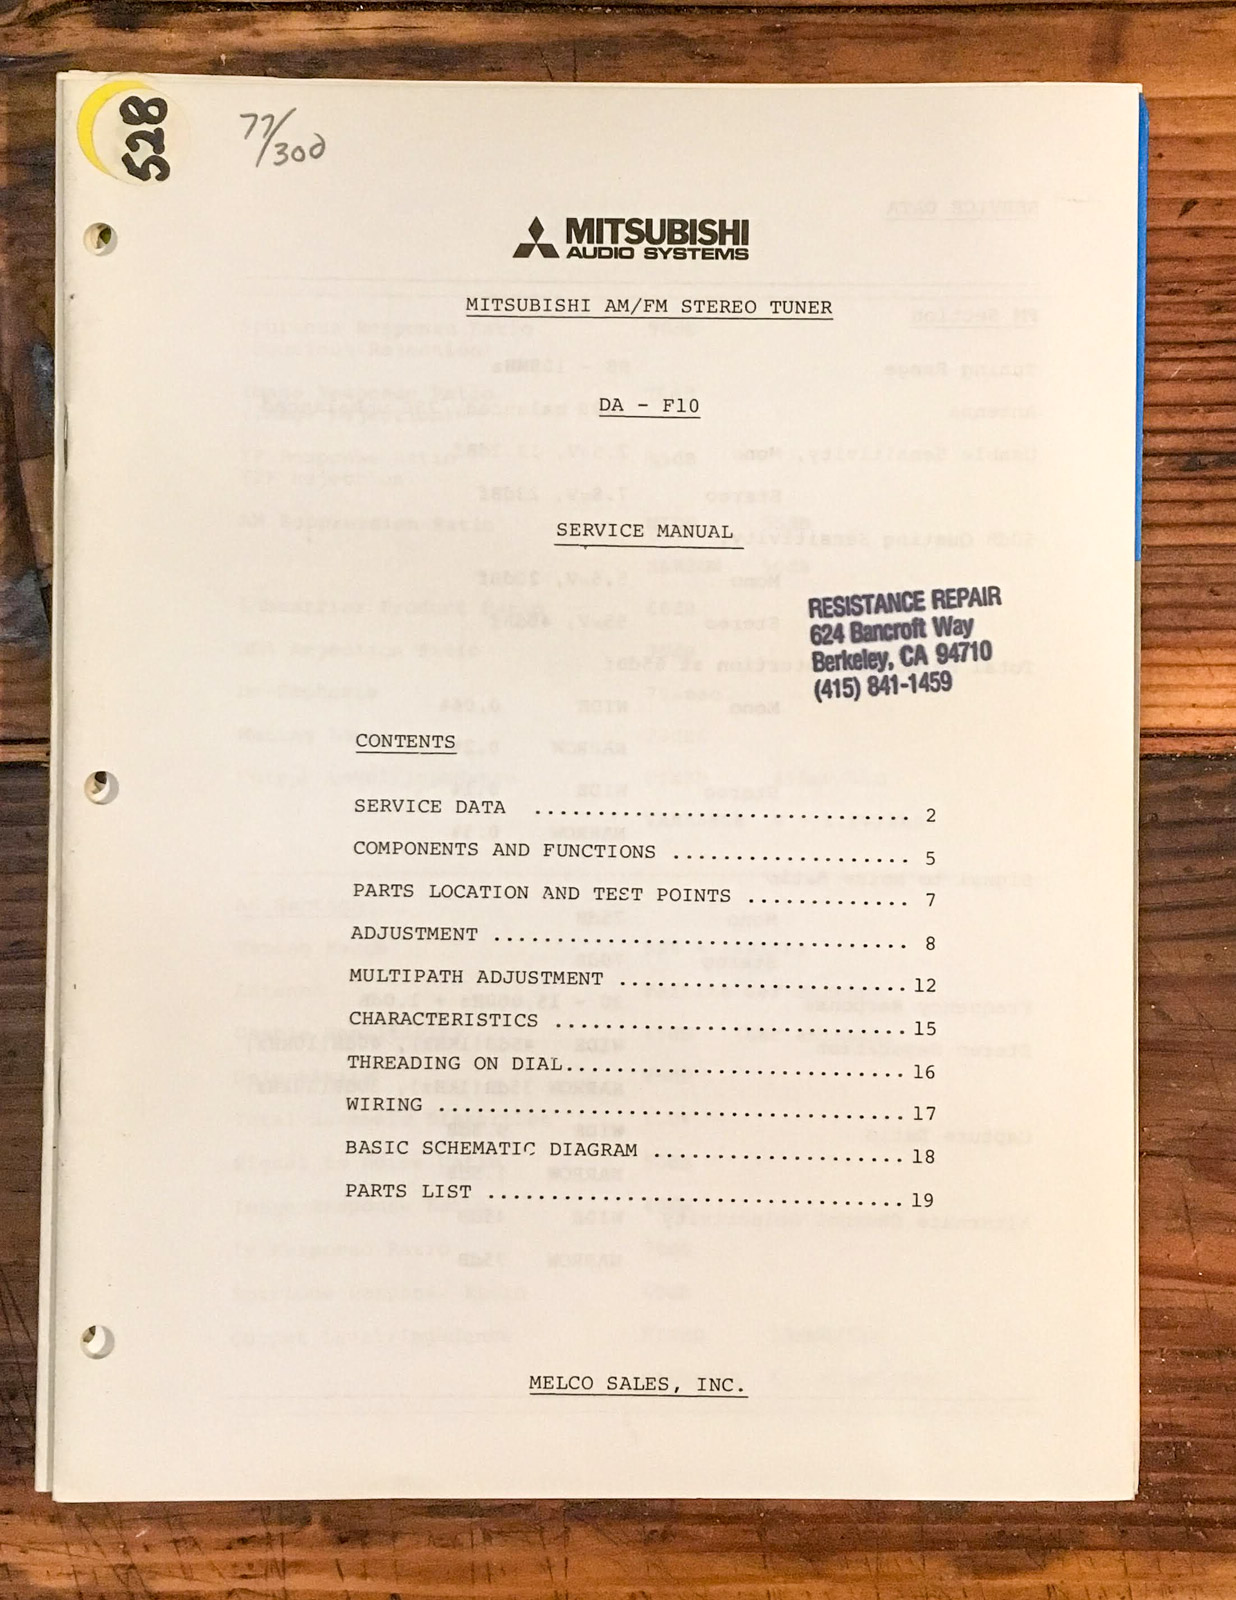 528
77/300
MITSUBISHI
AUDIO SYSTEMS
MITSUBISHI AM/FM STEREO TUNER
DA - F10
SERVICE MANUAL
RESISTANCE REPAIR
624 Bancroft Way
Berkeley, CA 94710
(415) 841-1459
CONTENTS
SERVICE DATA .............................. 2
COMPONENTS AND FUNCTIONS ................... 5
PARTS LOCATION AND TEST POINTS ............. 7
ADJUSTMENT ................................. 8
MULTIPATH ADJUSTMENT ....................... 12
CHARACTERISTICS ............................ 15
THREADING ON DIAL........................... 16
WIRING ..................................... 17
BASIC SCHEMATIC DIAGRAM .................... 18
PARTS LIST ................................. 19
MELCO SALES, INC.